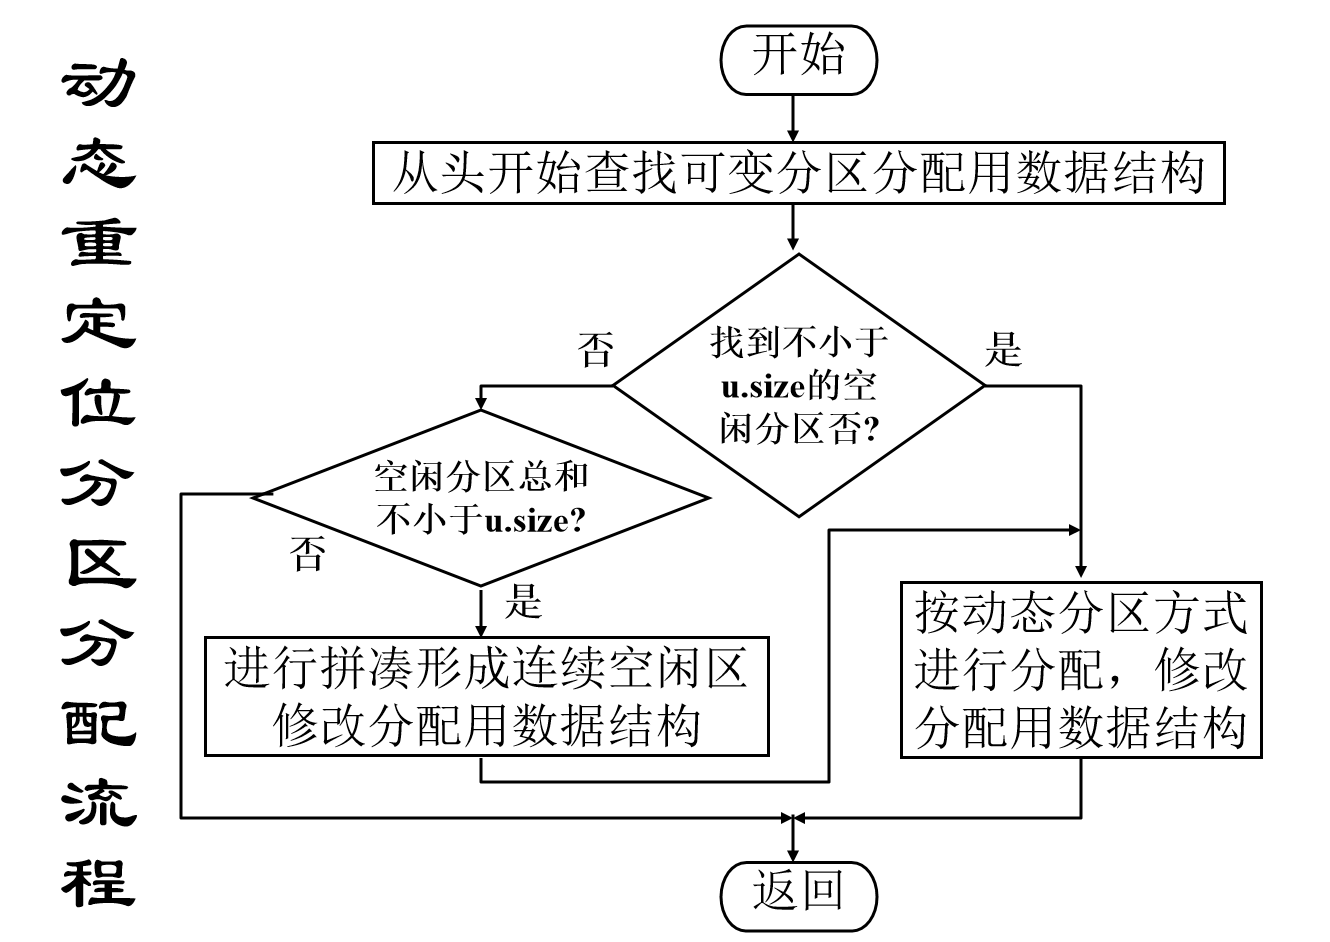 动态重定位分区分配流程
开始
从头开始查找可变分区分配用数据结构
找到不小于
u.size的空
闲分区否?
否
是
空闲分区总和
不小于u.size?
否
是
进行拼凑形成连续空闲区
修改分配用数据结构
按动态分区方式
进行分配，修改
分配用数据结构
返回